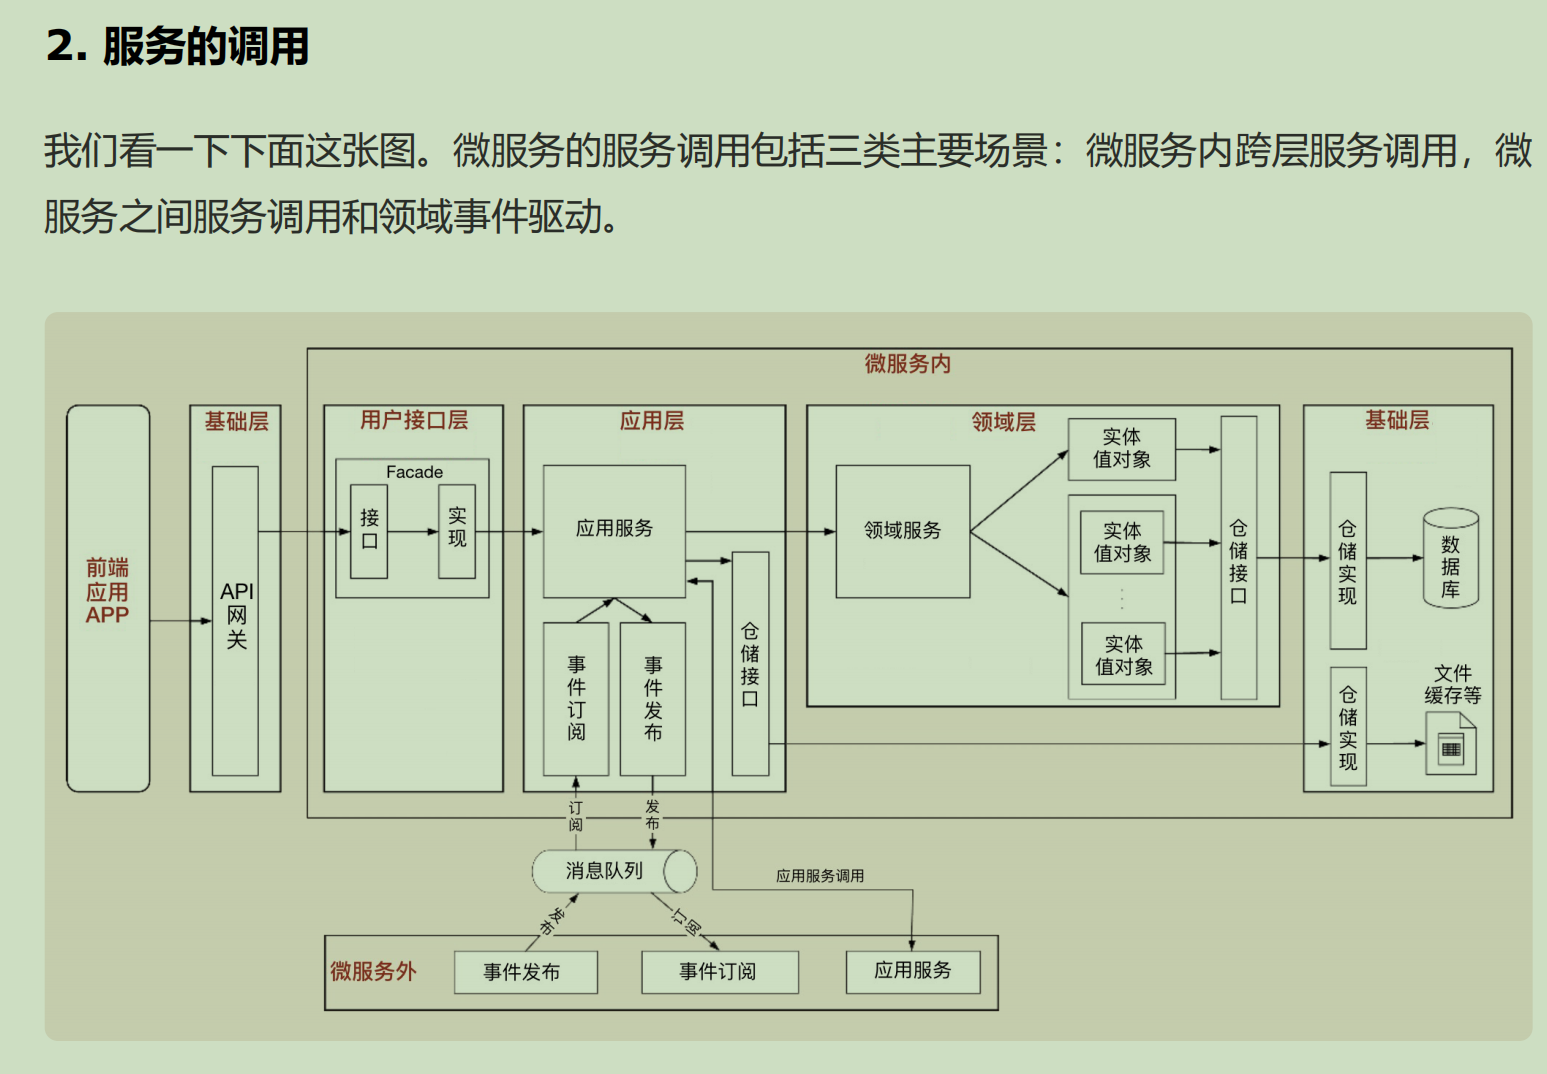 2. 服务的调用
我们看一下下面这张图。微服务的服务调用包括三类主要场景：微服务内跨层服务调用，微
服务之间服务调用和领域事件驱动。
微服务内
前端
应用
APP
基础层
API
网
关
用户接口层
Facade
接
口
实
现
应用层
应用服务
事
件
订
阅
事
件
发
布
仓
储
接
口
领域层
领域服务
实体
值对象
实体
值对象
实体
值对象
仓
储
接
口
基础层
仓
储
实
现
数
据
库
仓
储
实
现
文件
缓存等
订
阅
发
布
消息队列
应用服务调用
发布
订阅
微服务外
事件发布
事件订阅
应用服务